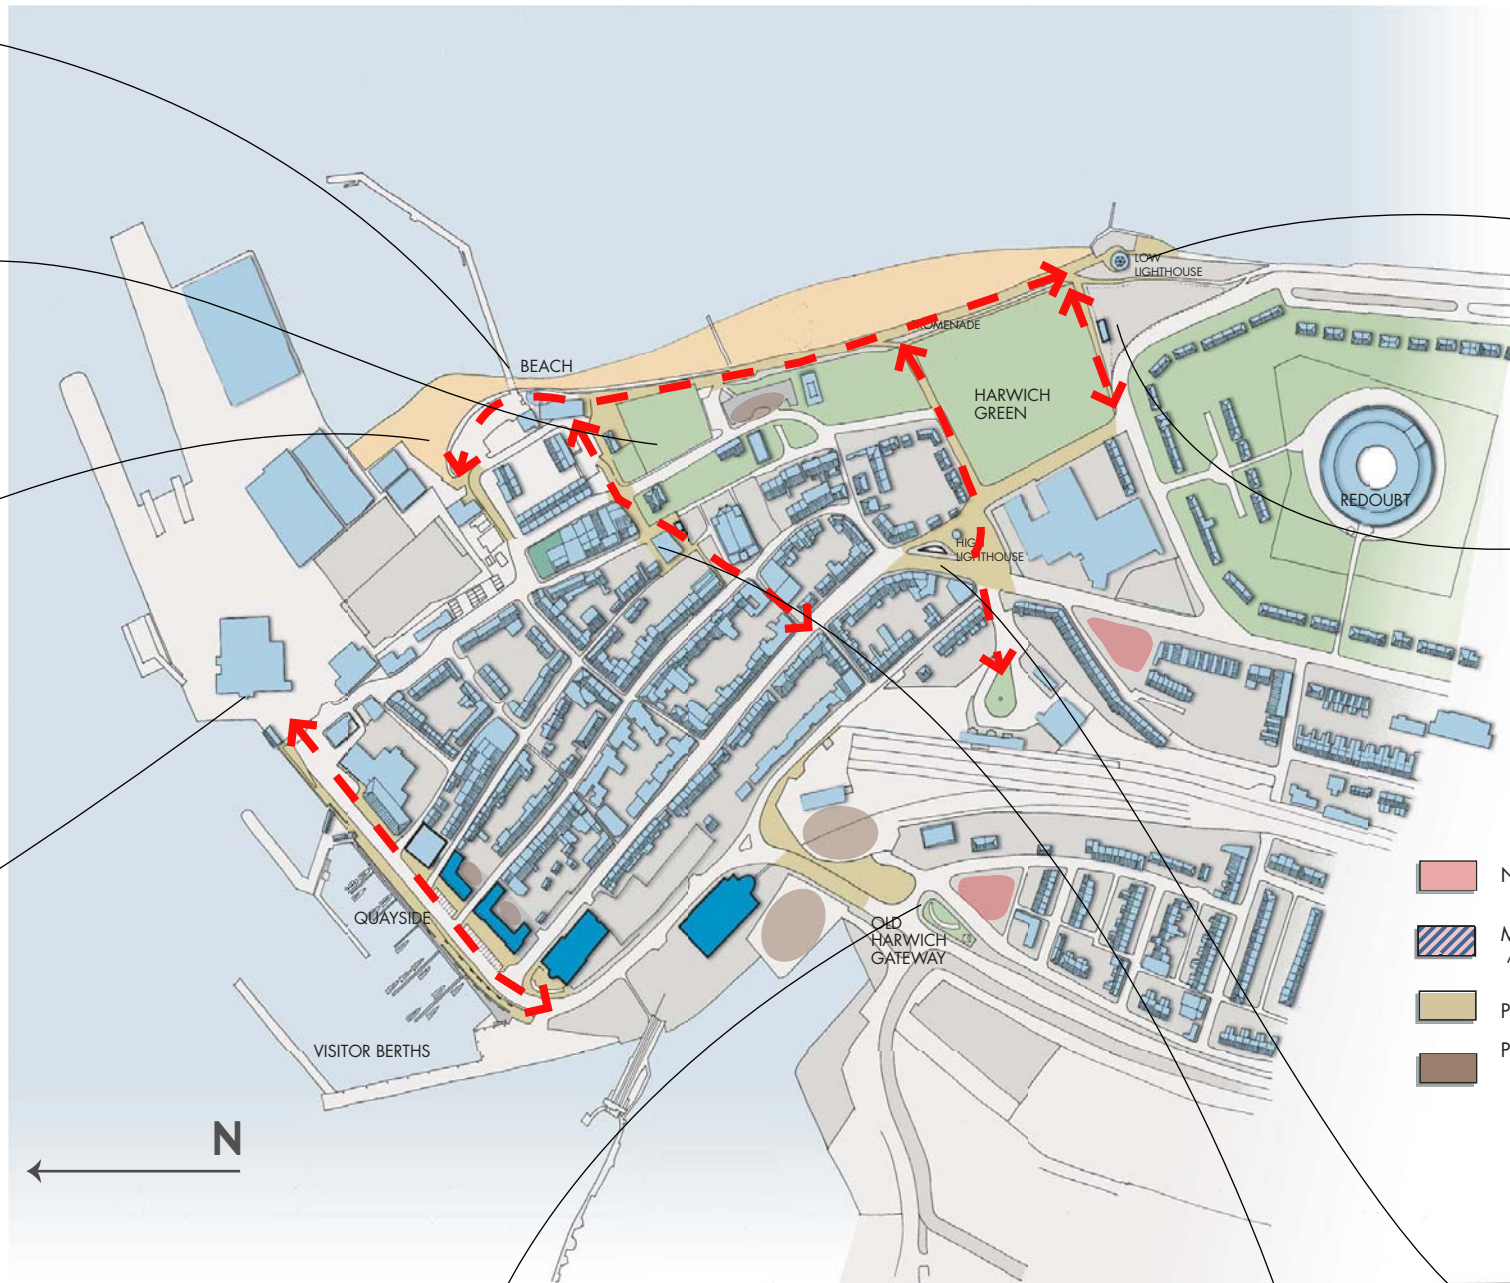 LOW
LIGHTHOUSE
PROMENADE
BEACH
HARWICH
GREEN
REDOUBT
HIGH
LIGHTHOUSE
N
M
QUAYSIDE
OLD
HARWICH
GATEWAY
P
P
VISITOR BERTHS
N